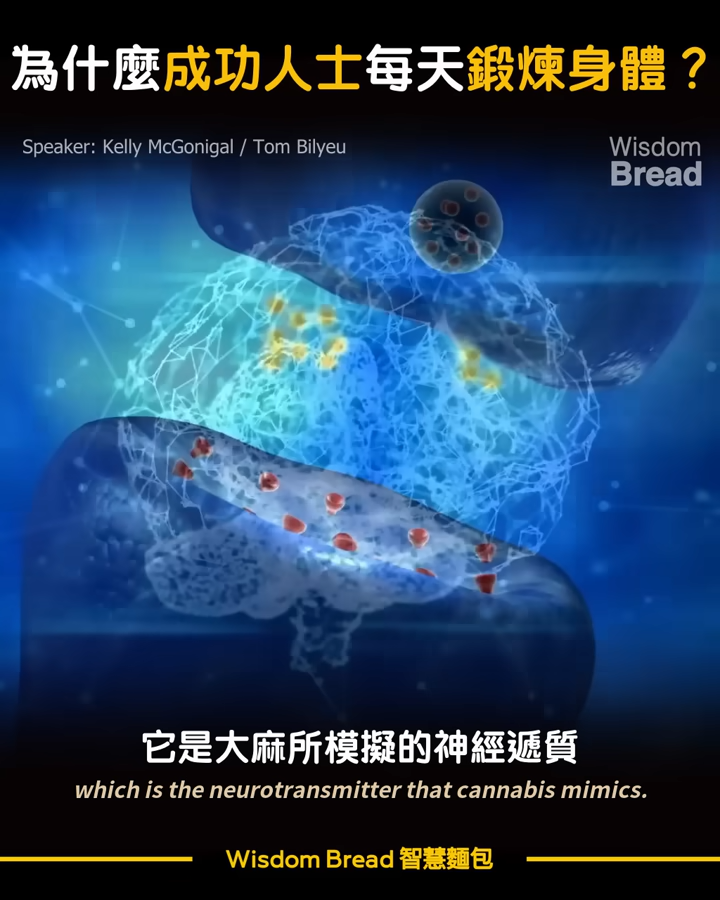 為什麼成功人士每天鍛煉身體？
Speaker: Kelly McGonigal / Tom Bilyeu
Wisdom
Bread
它是大麻所模擬的神經遞質
which is the neurotransmitter that cannabis mimics.
Wisdom Bread 智慧麵包